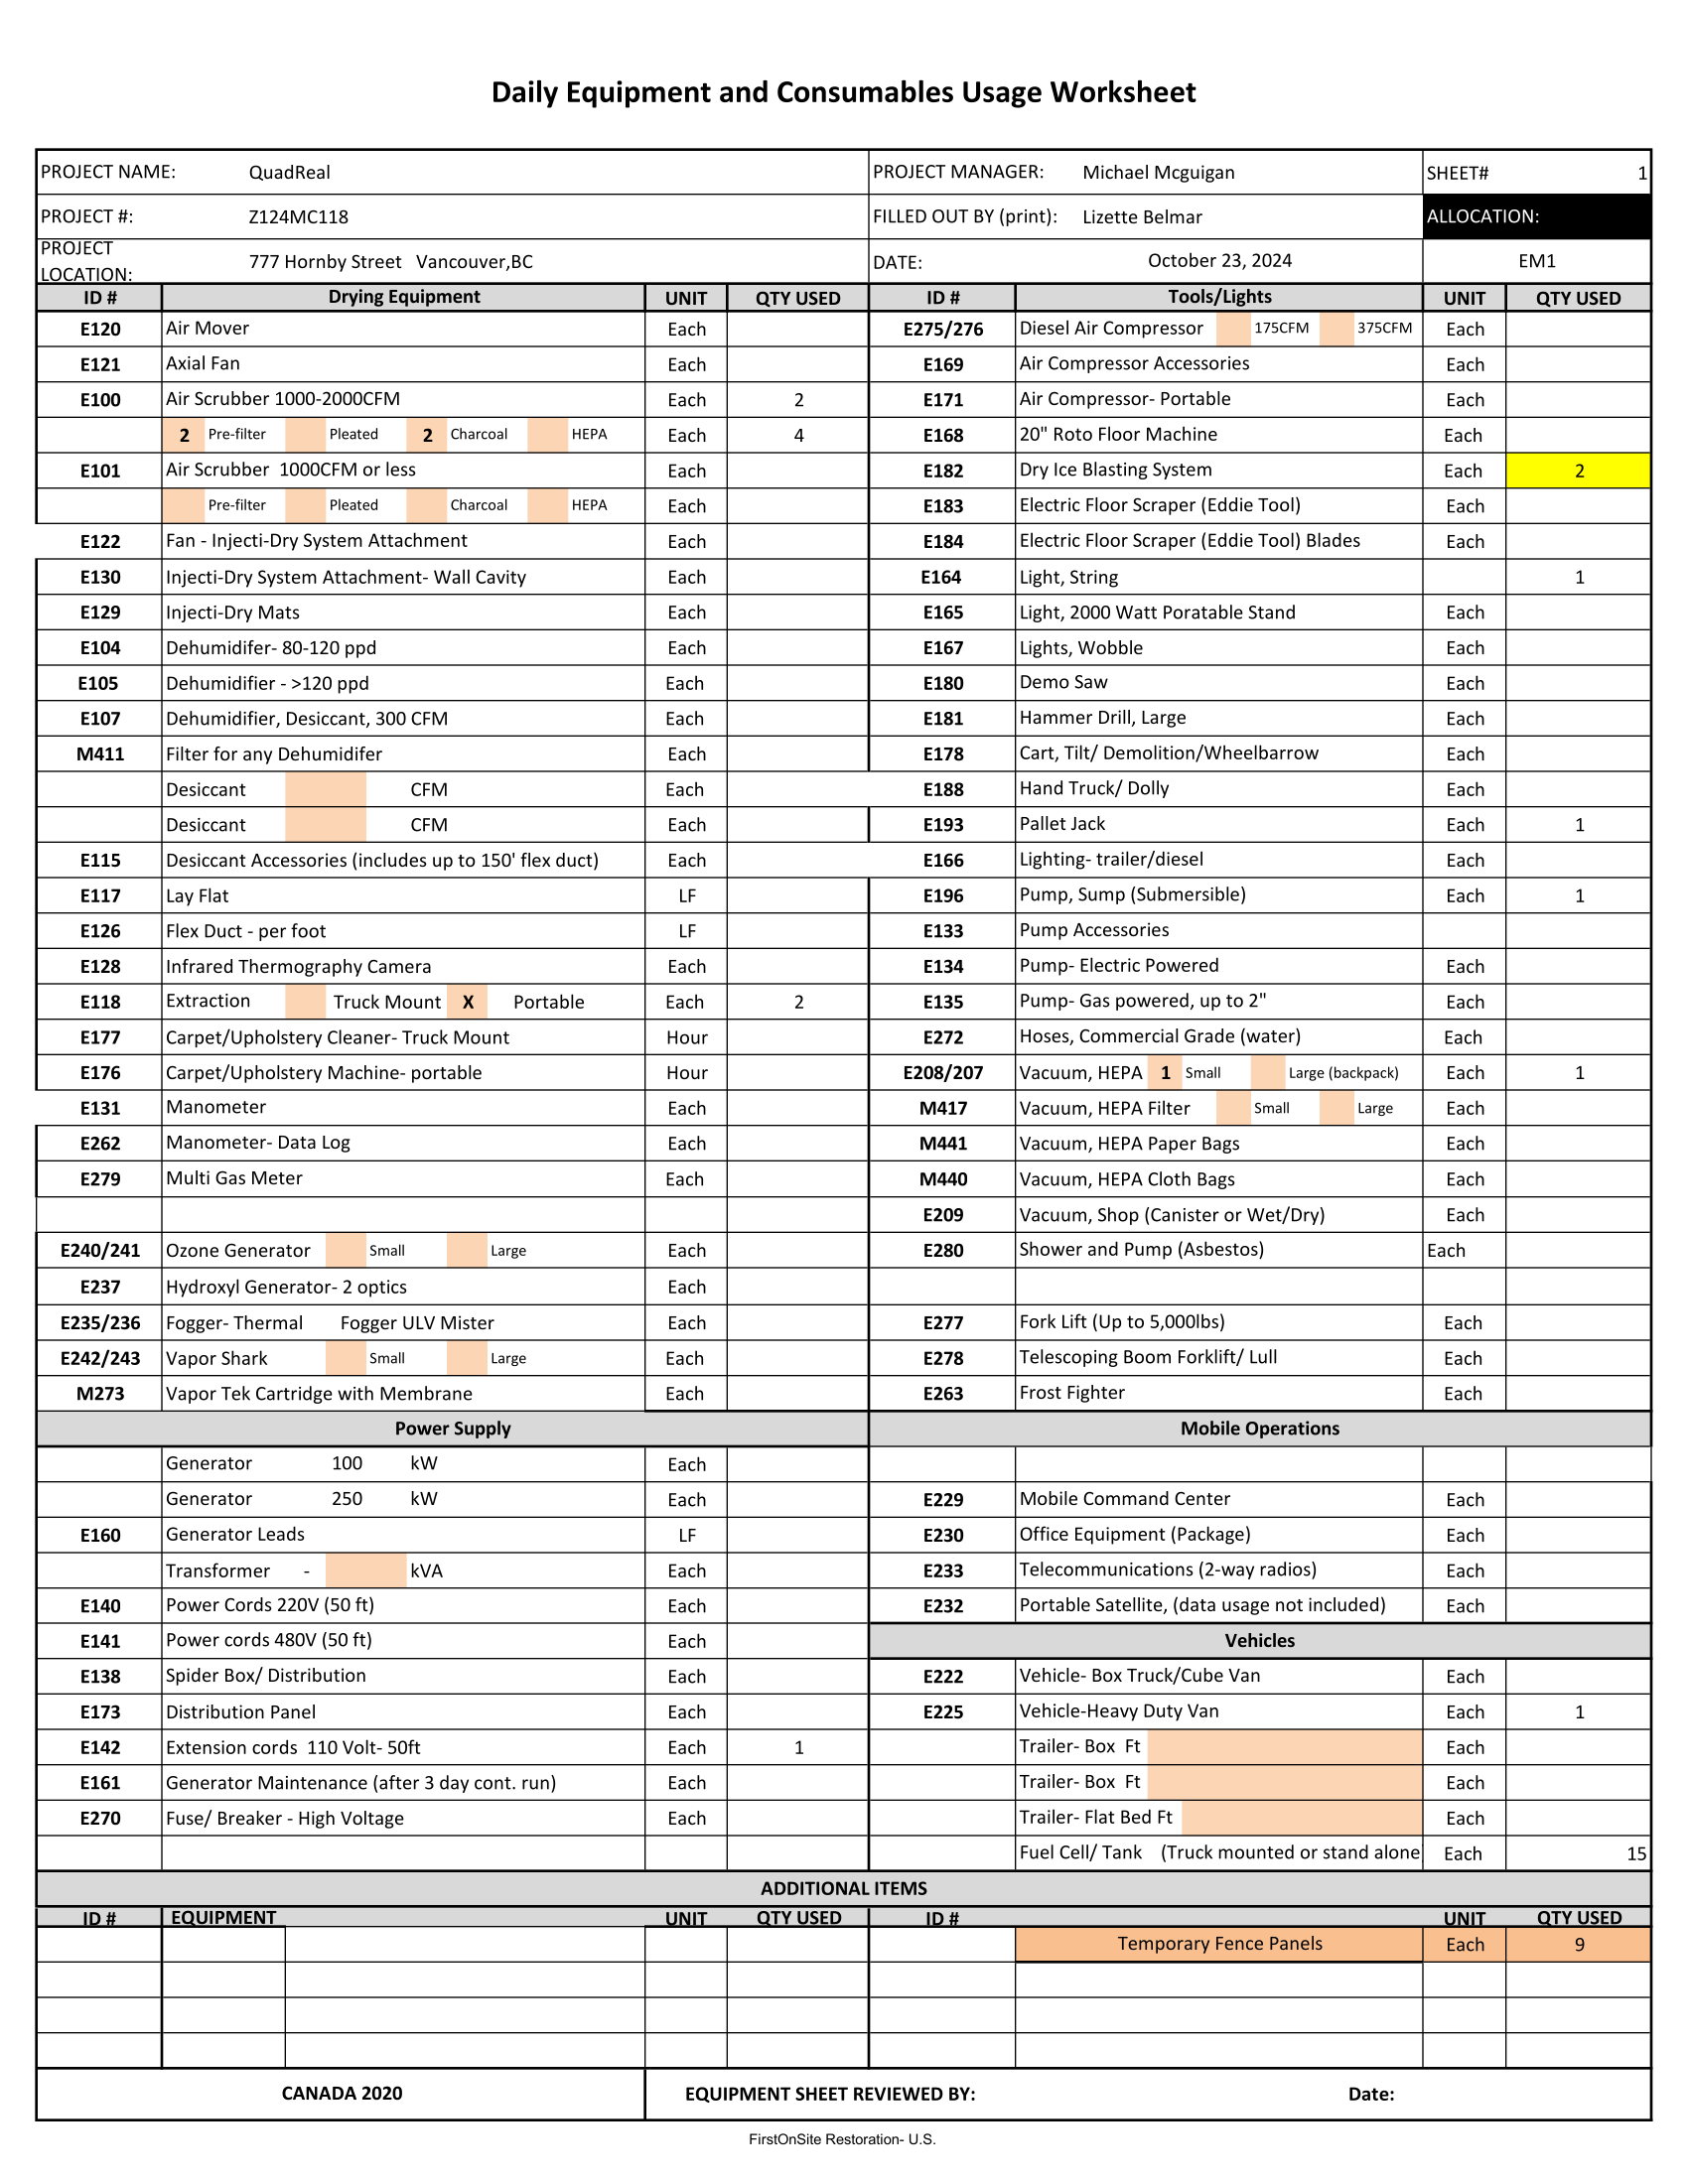 Daily Equipment and Consumables Usage Worksheet
PROJECT NAME: QuadReal PROJECT MANAGER: Michael Mcguigan SHEET# 1
PROJECT #: Z124MC118 FILLED OUT BY (print): Lizette Belmar ALLOCATION:
PROJECT LOCATION: 777 Hornby Street Vancouver,BC DATE: October 23, 2024 EM1
ID # Drying Equipment UNIT QTY USED ID # Tools/Lights UNIT QTY USED
E120 Air Mover Each E275/276 Diesel Air Compressor 175CFM 375CFM Each
E121 Axial Fan Each E169 Air Compressor Accessories Each
E100 Air Scrubber 1000-2000CFM Each 2 E171 Air Compressor- Portable Each
2 Pre-filter Pleated 2 Charcoal HEPA Each 4 E168 20" Roto Floor Machine Each
E101 Air Scrubber 1000CFM or less Each E182 Dry Ice Blasting System Each 2
Pre-filter Pleated Charcoal HEPA Each E183 Electric Floor Scraper (Eddie Tool) Each
E122 Fan - Injecti-Dry System Attachment Each E184 Electric Floor Scraper (Eddie Tool) Blades Each
E130 Injecti-Dry System Attachment- Wall Cavity Each E164 Light, String 1
E129 Injecti-Dry Mats Each E165 Light, 2000 Watt Poratable Stand Each
E104 Dehumidifer- 80-120 ppd Each E167 Lights, Wobble Each
E105 Dehumidifier - >120 ppd Each E180 Demo Saw Each
E107 Dehumidifier, Desiccant, 300 CFM Each E181 Hammer Drill, Large Each
M411 Filter for any Dehumidifer Each E178 Cart, Tilt/ Demolition/Wheelbarrow Each
Desiccant CFM Each E188 Hand Truck/ Dolly Each
Desiccant CFM Each E193 Pallet Jack Each 1
E115 Desiccant Accessories (includes up to 150' flex duct) Each E166 Lighting- trailer/diesel Each
E117 Lay Flat LF E196 Pump, Sump (Submersible) Each 1
E126 Flex Duct - per foot LF E133 Pump Accessories
E128 Infrared Thermography Camera Each E134 Pump- Electric Powered Each
E118 Extraction Truck Mount X Portable Each 2 E135 Pump- Gas powered, up to 2" Each
E177 Carpet/Upholstery Cleaner- Truck Mount Hour E272 Hoses, Commercial Grade (water) Each
E176 Carpet/Upholstery Machine- portable Hour E208/207 Vacuum, HEPA 1 Small Large (backpack) Each 1
E131 Manometer Each M417 Vacuum, HEPA Filter Small Large Each
E262 Manometer- Data Log Each M441 Vacuum, HEPA Paper Bags Each
E279 Multi Gas Meter Each M440 Vacuum, HEPA Cloth Bags Each
E209 Vacuum, Shop (Canister or Wet/Dry) Each
E240/241 Ozone Generator Small Large Each E280 Shower and Pump (Asbestos) Each
E237 Hydroxyl Generator- 2 optics Each
E235/236 Fogger- Thermal Fogger ULV Mister Each E277 Fork Lift (Up to 5,000lbs) Each
E242/243 Vapor Shark Small Large Each E278 Telescoping Boom Forklift/ Lull Each
M273 Vapor Tek Cartridge with Membrane Each E263 Frost Fighter Each
Power Supply Mobile Operations
Generator 100 kW Each
Generator 250 kW Each E229 Mobile Command Center Each
E160 Generator Leads LF E230 Office Equipment (Package) Each
Transformer - kVA Each E233 Telecommunications (2-way radios) Each
E140 Power Cords 220V (50 ft) Each E232 Portable Satellite, (data usage not included) Each
E141 Power cords 480V (50 ft) Each Vehicles
E138 Spider Box/ Distribution Each E222 Vehicle- Box Truck/Cube Van Each
E173 Distribution Panel Each E225 Vehicle-Heavy Duty Van Each 1
E142 Extension cords 110 Volt- 50ft Each 1 Trailer- Box Ft Each
E161 Generator Maintenance (after 3 day cont. run) Each Trailer- Box Ft Each
E270 Fuse/ Breaker - High Voltage Each Trailer- Flat Bed Ft Each
Fuel Cell/ Tank (Truck mounted or stand alone Each 15
ADDITIONAL ITEMS
ID # EQUIPMENT UNIT QTY USED ID # UNIT QTY USED
Temporary Fence Panels Each 9
CANADA 2020 EQUIPMENT SHEET REVIEWED BY: Date:
FirstOnSite Restoration- U.S.